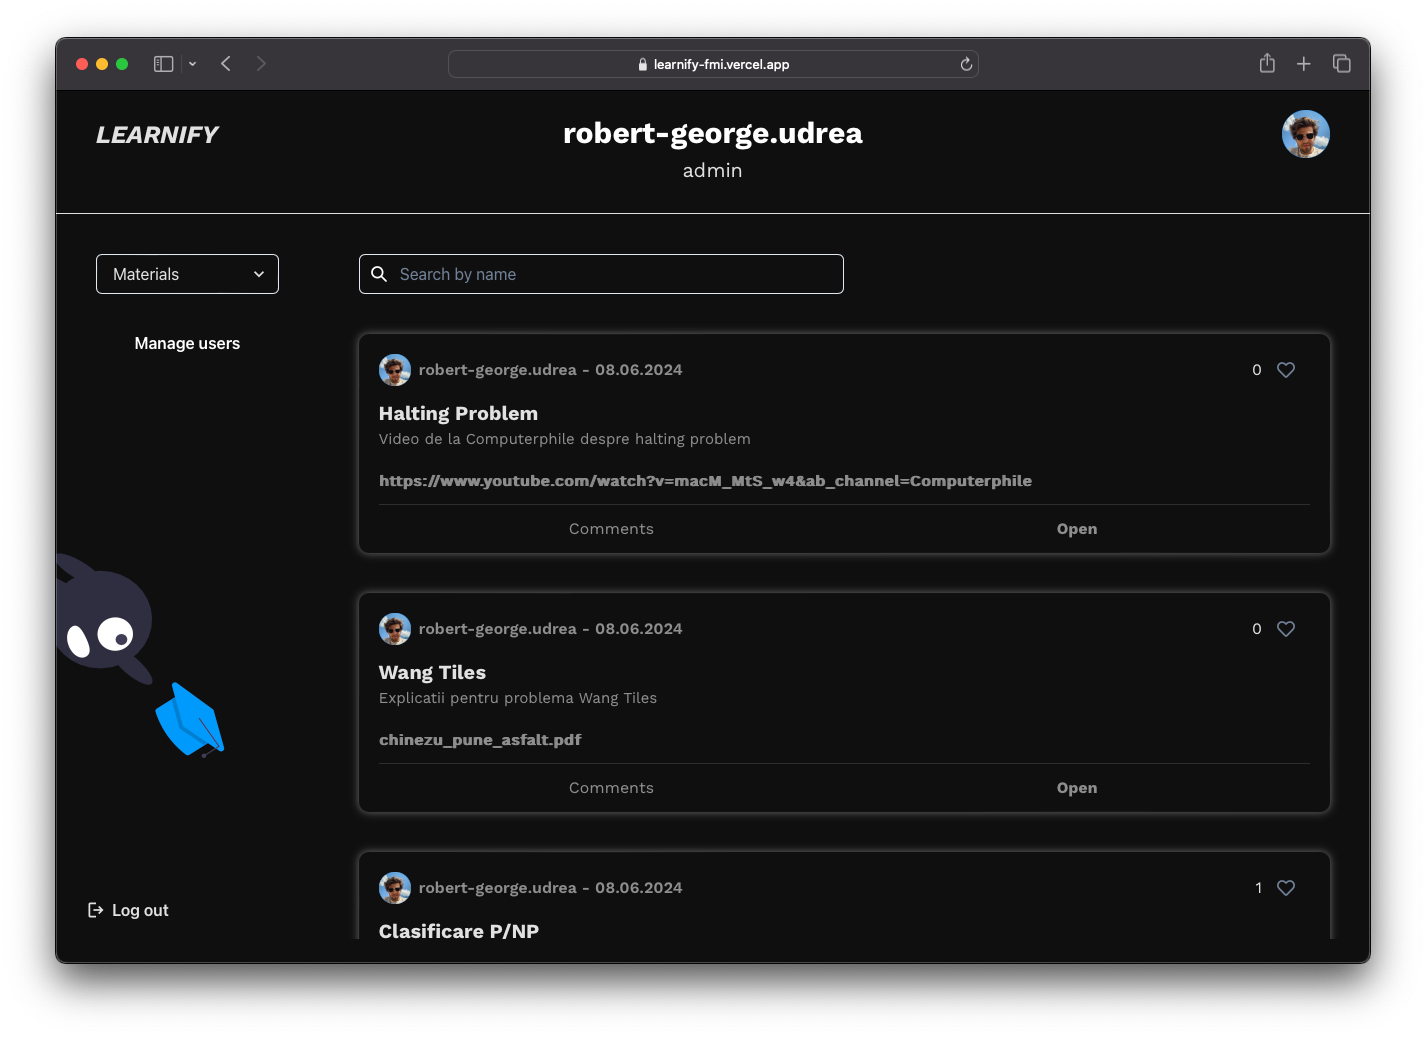 learnify-fmi.vercel.app
LEARNIFY
robert-george.udrea
admin
Materials
Search by name
Manage users
robert-george.udrea - 08.06.2024
0
Halting Problem
Video de la Computerphile despre halting problem
https://www.youtube.com/watch?v=macM_MtS_w4&ab_channel=Computerphile
Comments
Open
robert-george.udrea - 08.06.2024
0
Wang Tiles
Explicatii pentru problema Wang Tiles
chinezu_pune_asfalt.pdf
Comments
Open
robert-george.udrea - 08.06.2024
1
Clasificare P/NP
Log out